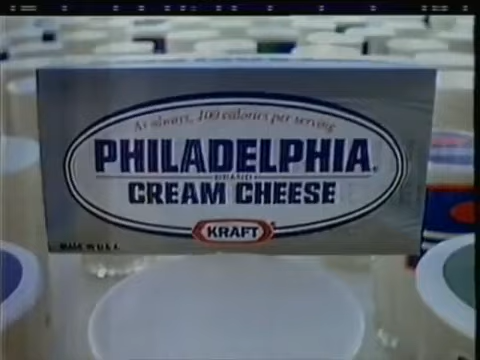 As always, 100 calories per serving
PHILADELPHIA®
BRAND
CREAM CHEESE
KRAFT
MADE IN U.S.A.